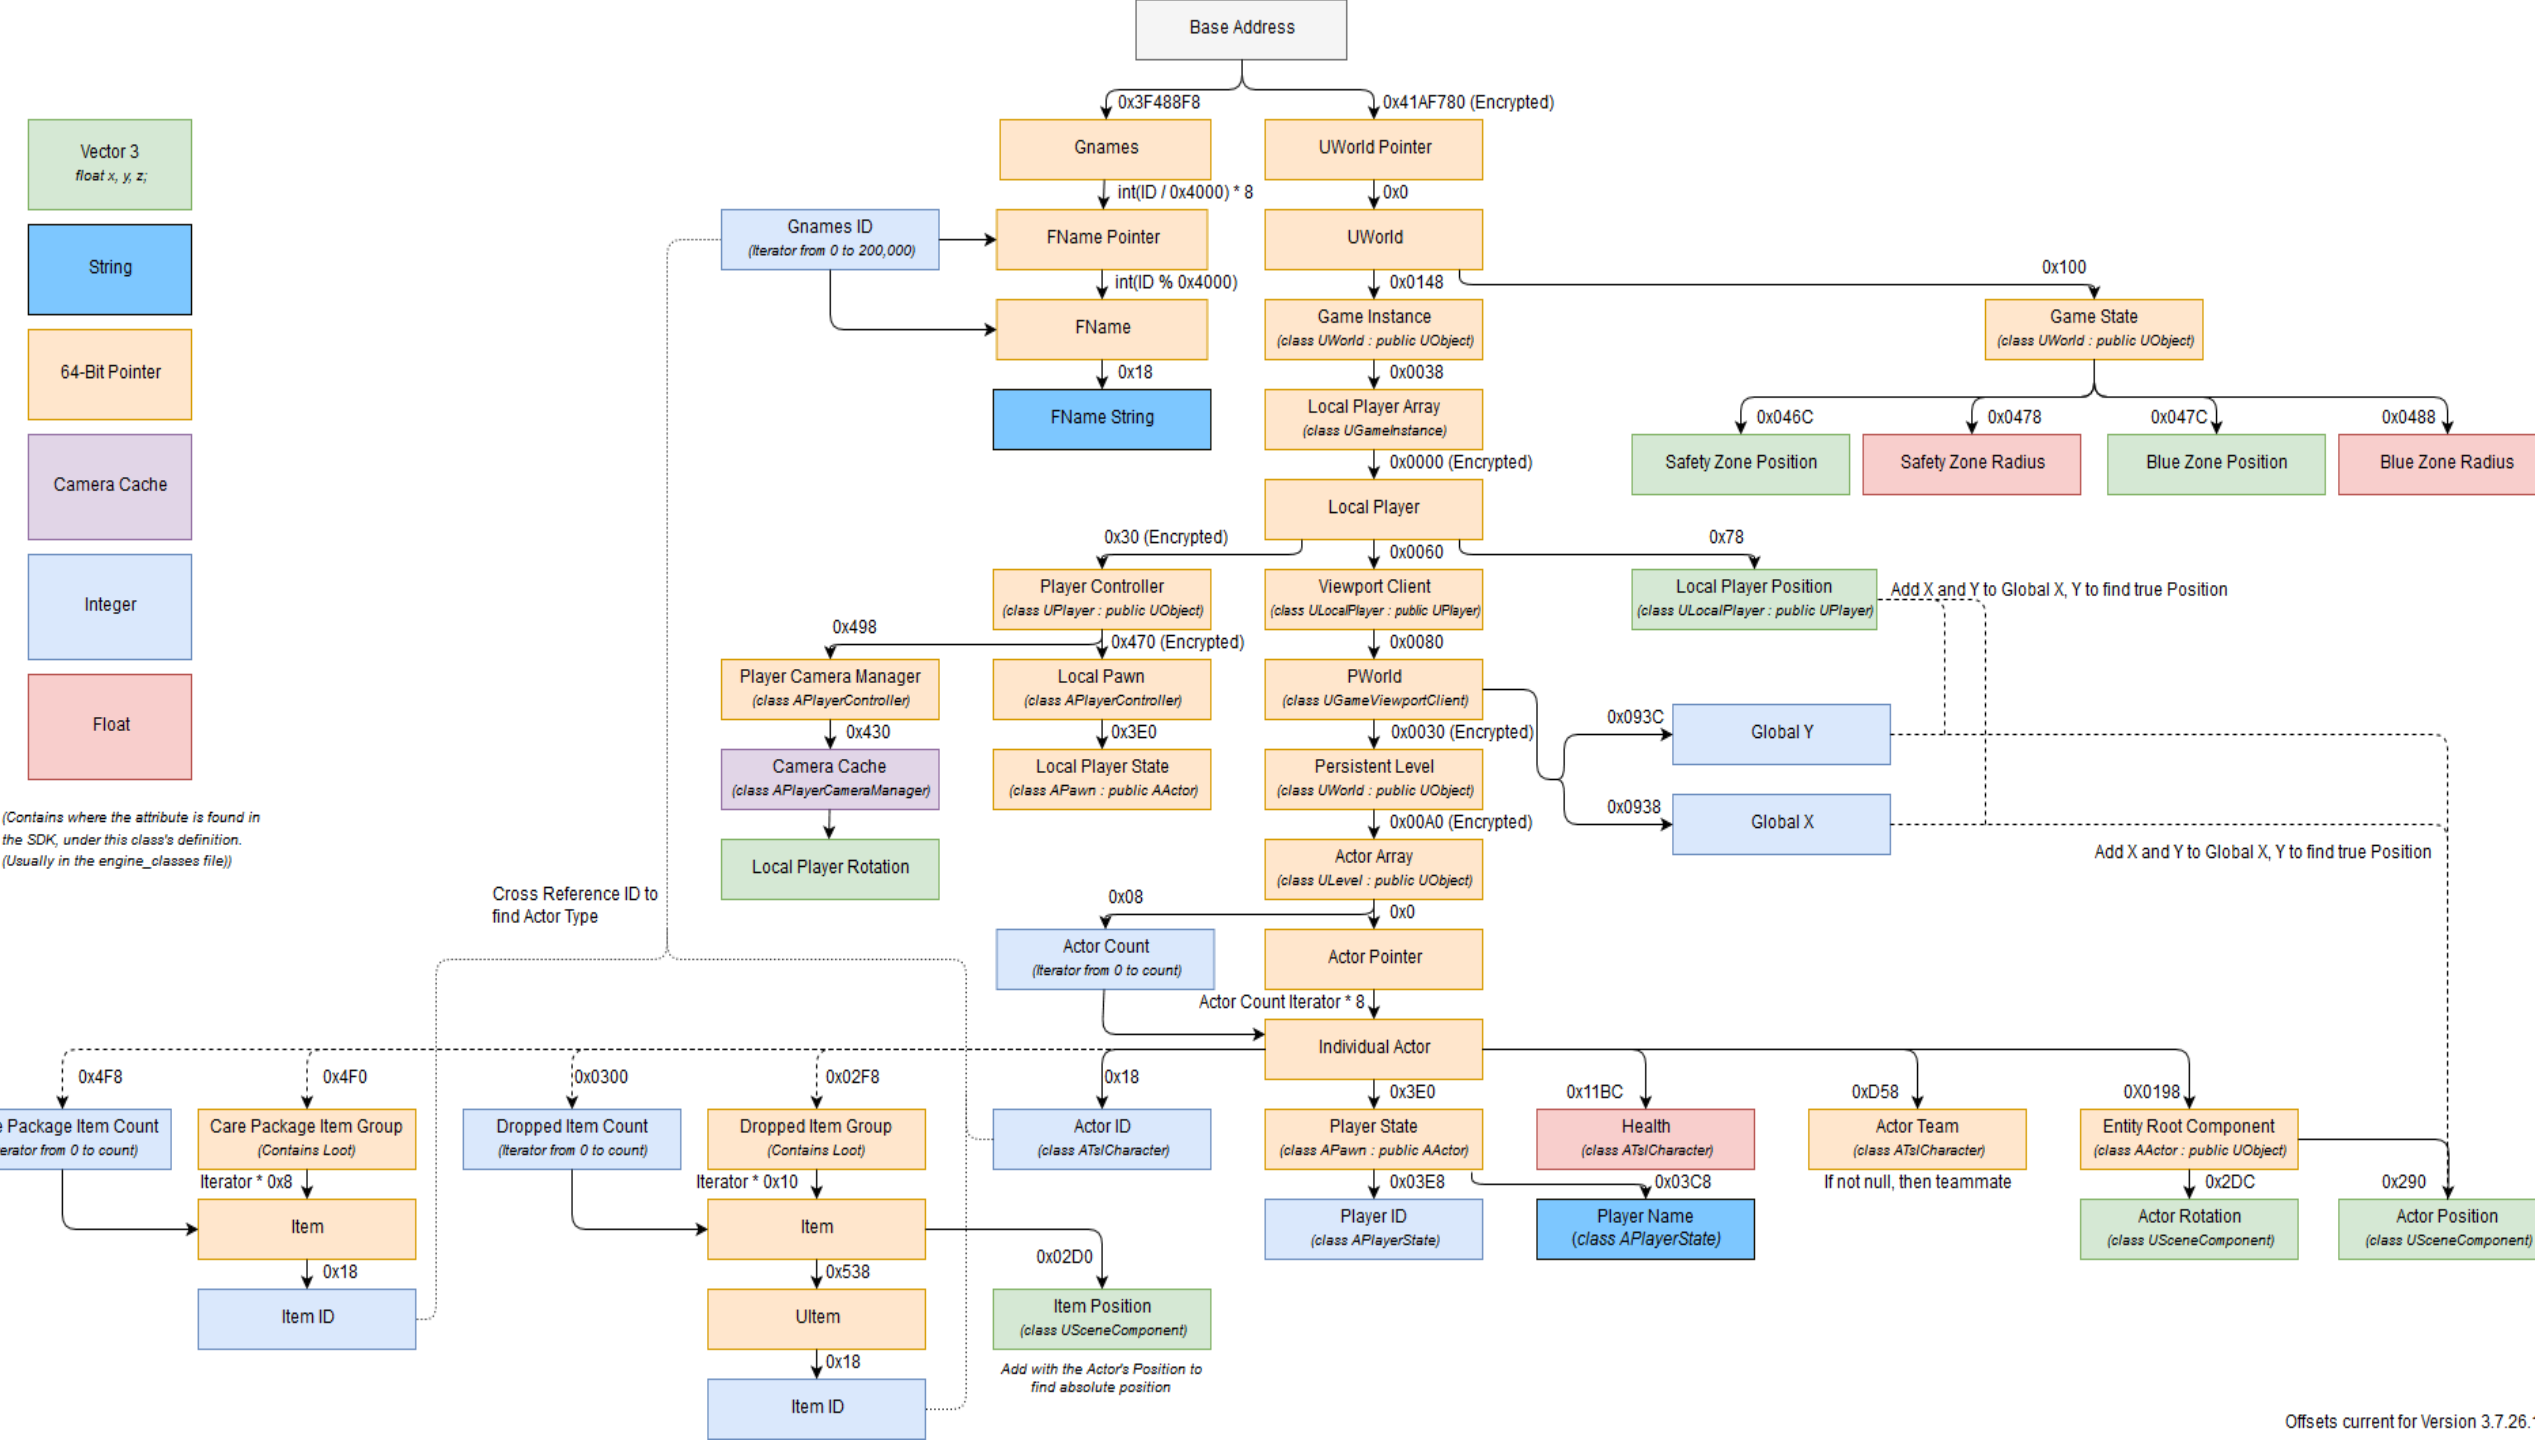 Base Address
0x3F488F8
0x41AF780 (Encrypted)
Vector 3
float x, y, z;
Gnames
UWorld Pointer
int(ID / 0x4000) * 8
0x0
Gnames ID
(Iterator from 0 to 200,000)
FName Pointer
UWorld
String
int(ID % 0x4000)
0x0148
0x100
FName
Game Instance
(class UWorld : public UObject)
Game State
(class UWorld : public UObject)
64-Bit Pointer
0x18
0x0038
FName String
Local Player Array
(class UGameInstance)
0x046C
0x0478
0x047C
0x0488
Safety Zone Position
Safety Zone Radius
Blue Zone Position
Blue Zone Radius
0x0000 (Encrypted)
Camera Cache
Local Player
0x30 (Encrypted)
0x0060
0x78
Integer
Player Controller
(class UPlayer : public UObject)
Viewport Client
(class ULocalPlayer : public UPlayer)
Local Player Position
(class ULocalPlayer : public UPlayer)
Add X and Y to Global X, Y to find true Position
0x498
0x470 (Encrypted)
0x0080
Player Camera Manager
(class APlayerController)
Local Pawn
(class APlayerController)
PWorld
(class UGameViewportClient)
Float
0x430
0x3E0
0x0030 (Encrypted)
0x093C
Global Y
Camera Cache
(class APlayerCameraManager)
Local Player State
(class APawn : public AActor)
Persistent Level
(class UWorld : public UObject)
0x0938
Global X
(Contains where the attribute is found in
the SDK, under this class's definition.
(Usually in the engine_classes file))
0x00A0 (Encrypted)
Add X and Y to Global X, Y to find true Position
Local Player Rotation
Actor Array
(class ULevel : public UObject)
Cross Reference ID to
find Actor Type
0x08
0x0
Actor Count
(Iterator from 0 to count)
Actor Pointer
Actor Count Iterator * 8
Individual Actor
0x4F8
0x4F0
0x0300
0x02F8
0x18
0x3E0
0x11BC
0xD58
0X0198
e Package Item Count
erator from 0 to count)
Care Package Item Group
(Contains Loot)
Dropped Item Count
(Iterator from 0 to count)
Dropped Item Group
(Contains Loot)
Actor ID
(class ATslCharacter)
Player State
(class APawn : public AActor)
Health
(class ATslCharacter)
Actor Team
(class ATslCharacter)
Entity Root Component
(class AActor : public UObject)
Iterator * 0x8
Iterator * 0x10
0x03E8
0x03C8
If not null, then teammate
0x2DC
0x290
Item
Item
Player ID
(class APlayerState)
Player Name
(class APlayerState)
Actor Rotation
(class USceneComponent)
Actor Position
(class USceneComponent)
0x18
0x538
0x02D0
Item ID
UItem
Item Position
(class USceneComponent)
0x18
Add with the Actor's Position to
find absolute position
Item ID
Offsets current for Version 3.7.26.